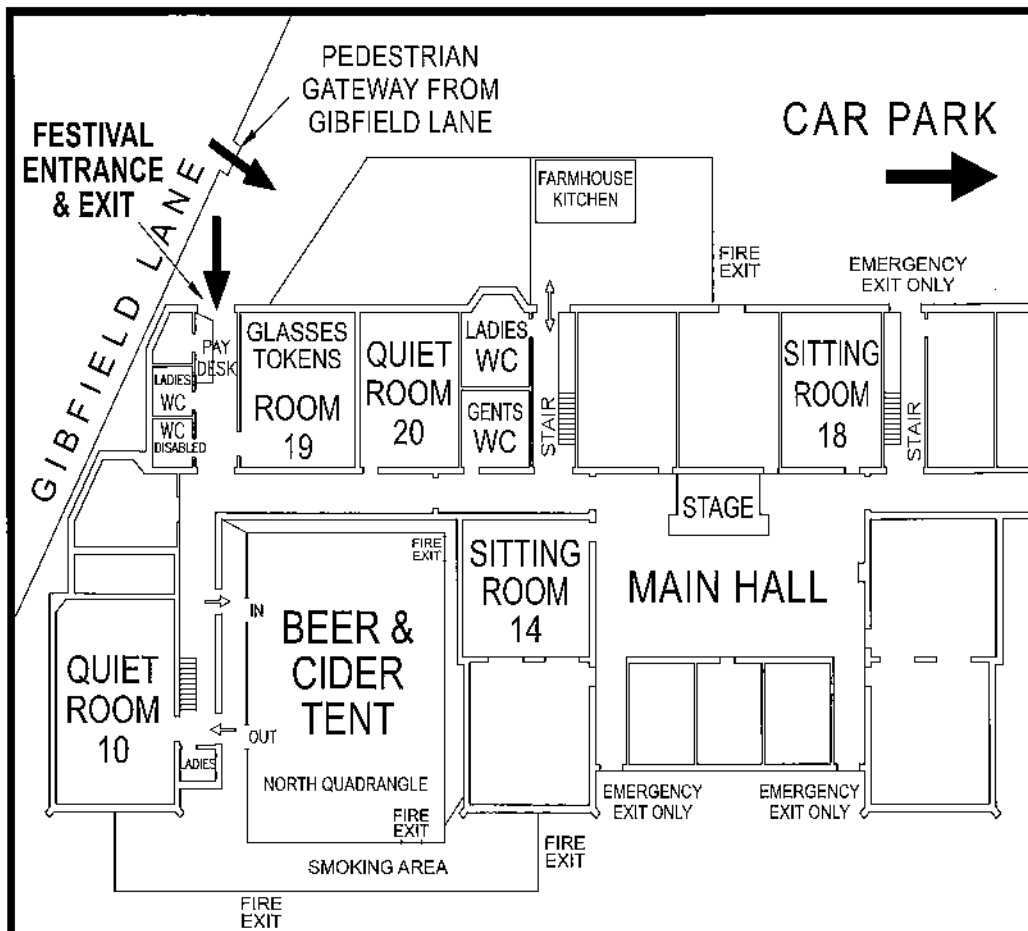 PEDESTRIAN
GATEWAY FROM
GIBFIELD LANE
FESTIVAL
ENTRANCE
& EXIT
CAR PARK
GIBFIELD LANE
FARMHOUSE
KITCHEN
FIRE
EXIT
EMERGENCY
EXIT ONLY
PAY
DESK
LADIES
WC
WC
DISABLED
GLASSES
TOKENS
ROOM
19
QUIET
ROOM
20
LADIES
WC
GENTS
WC
STAIR
SITTING
ROOM
18
STAIR
STAGE
FIRE
EXIT
SITTING
ROOM
14
MAIN HALL
IN
BEER &
CIDER
TENT
QUIET
ROOM
10
OUT
LADIES
NORTH QUADRANGLE
FIRE
EXIT
EMERGENCY
EXIT ONLY
EMERGENCY
EXIT ONLY
SMOKING AREA
FIRE
EXIT
FIRE
EXIT